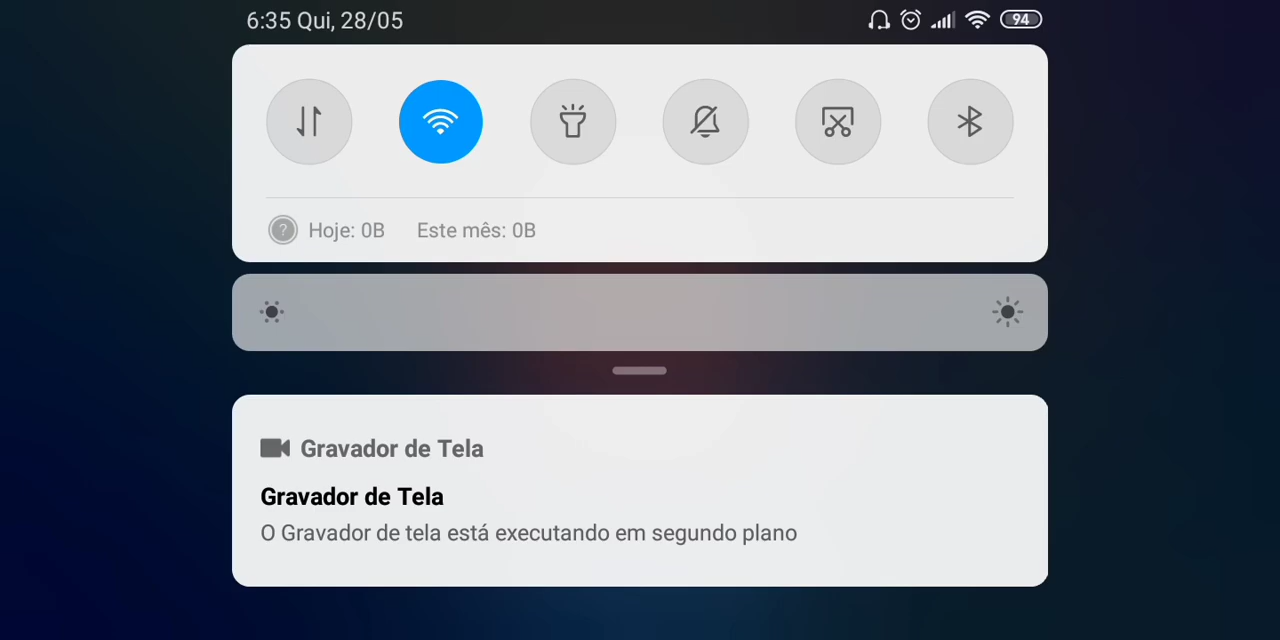 6:35 Qui, 28/05
94
Hoje: 0B Este mês: 0B
Gravador de Tela
Gravador de Tela
O Gravador de tela está executando em segundo plano